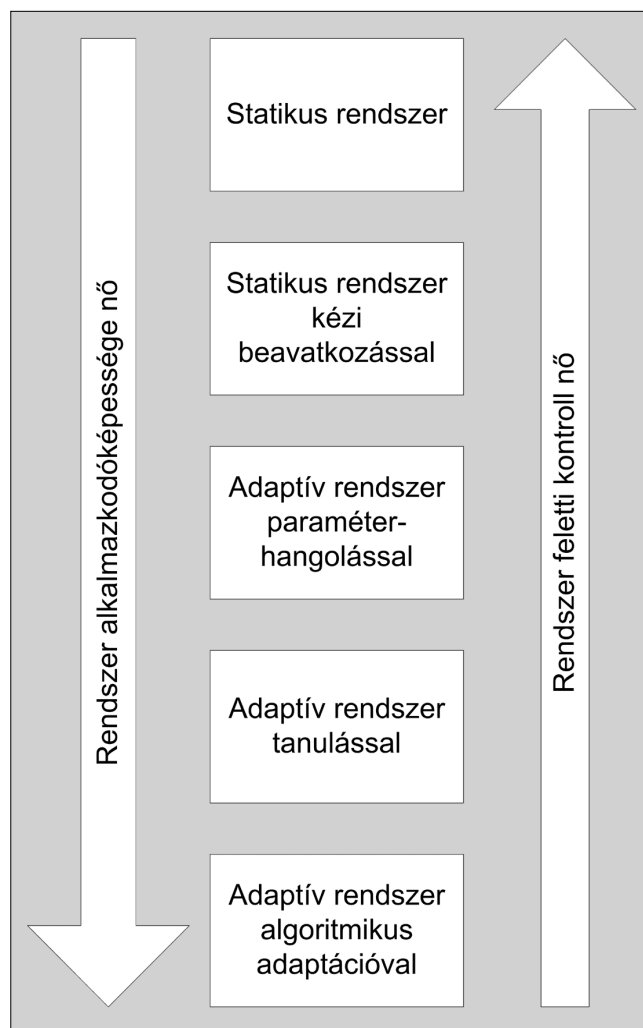 Rendszer alkalmazkodóképessége nő
Statikus rendszer
Statikus rendszer
kézi
beavatkozással
Adaptív rendszer
paraméter-
hangolással
Adaptív rendszer
tanulással
Adaptív rendszer
algoritmikus
adaptációval
Rendszer feletti kontroll nő